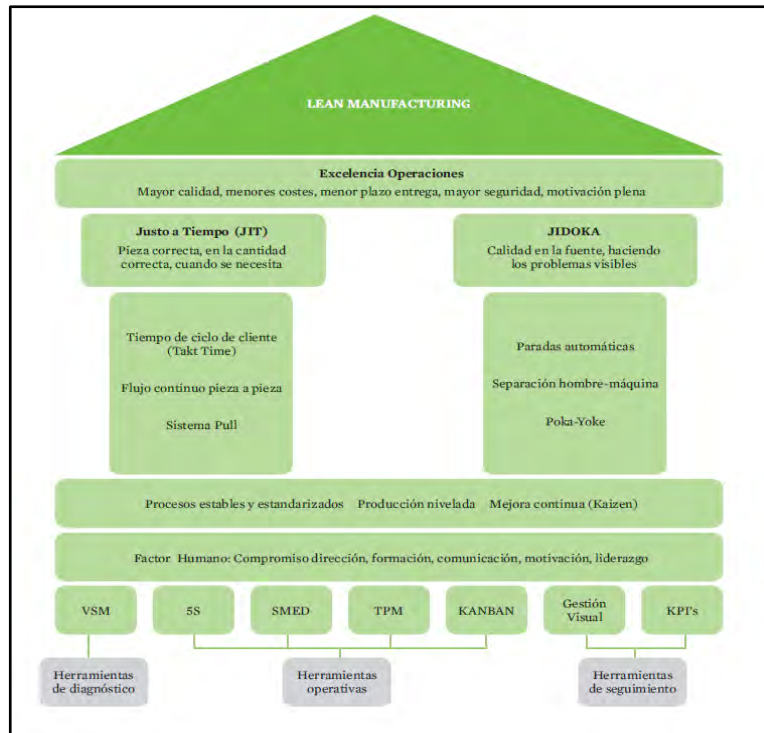 LEAN MANUFACTURING
Excelencia Operaciones
Mayor calidad, menores costes, menor plazo entrega, mayor seguridad, motivación plena
Justo a Tiempo (JIT)
Pieza correcta, en la cantidad
correcta, cuando se necesita
JIDOKA
Calidad en la fuente, haciendo
los problemas visibles
Tiempo de ciclo de cliente
(Takt Time)
Flujo continuo pieza a pieza
Sistema Pull
Paradas automáticas
Separación hombre-máquina
Poka-Yoke
Procesos estables y estandarizados Producción nivelada Mejora continua (Kaizen)
Factor Humano: Compromiso dirección, formación, comunicación, motivación, liderazgo
VSM
5S
SMED
TPM
KANBAN
Gestión
Visual
KPI's
Herramientas
de diagnóstico
Herramientas
operativas
Herramientas
de seguimiento